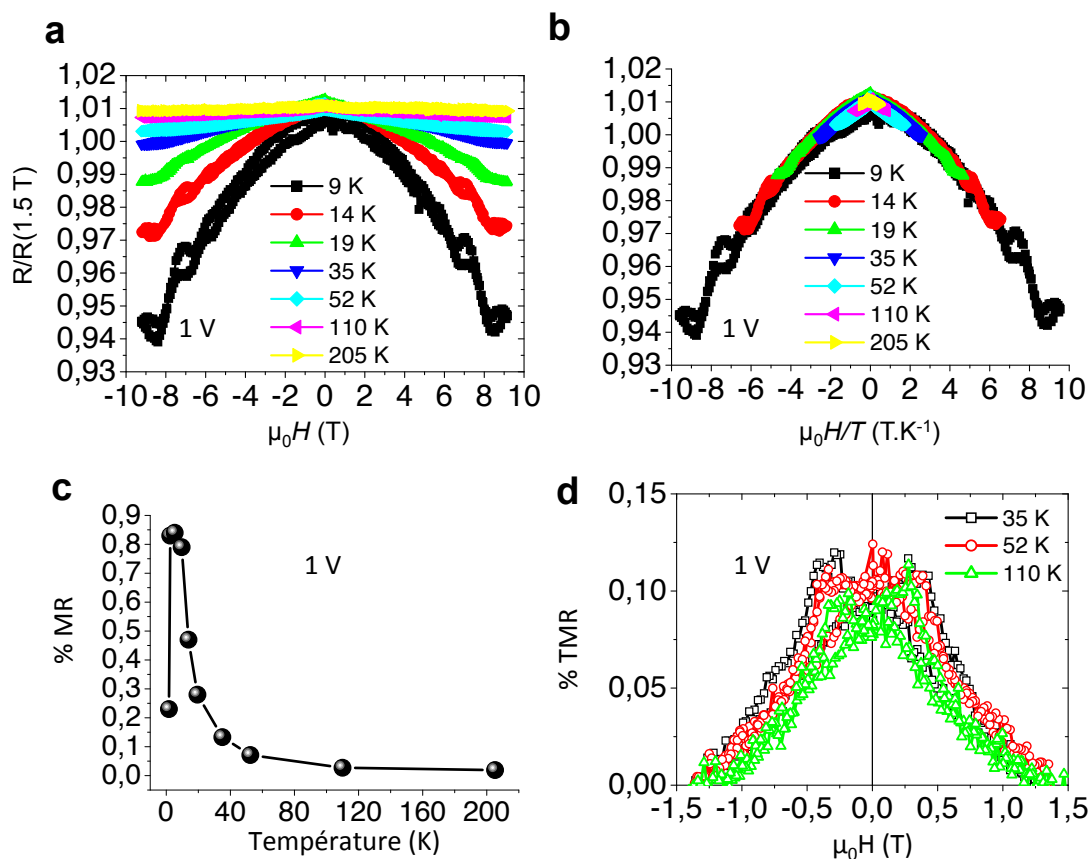 a
1,02
1,01
1,00
0,99
0,98
0,97
0,96
0,95
0,94
0,93
R/R(1.5 T)
9 K
14 K
19 K
35 K
52 K
110 K
205 K
1 V
-10 -8 -6 -4 -2 0 2 4 6 8 10
µ0H (T)
b
1,02
1,01
1,00
0,99
0,98
0,97
0,96
0,95
0,94
0,93
9 K
14 K
19 K
35 K
52 K
110 K
205 K
1 V
-10 -8 -6 -4 -2 0 2 4 6 8 10
µ0H/T (T.K-1)
c
0,9
0,8
0,7
0,6
0,5
0,4
0,3
0,2
0,1
0,0
% MR
1 V
0 40 80 120 160 200
Température (K)
d
0,15
0,10
0,05
0,00
% TMR
1 V
35 K
52 K
110 K
-1,5 -1,0 -0,5 0,0 0,5 1,0 1,5
µ0H (T)